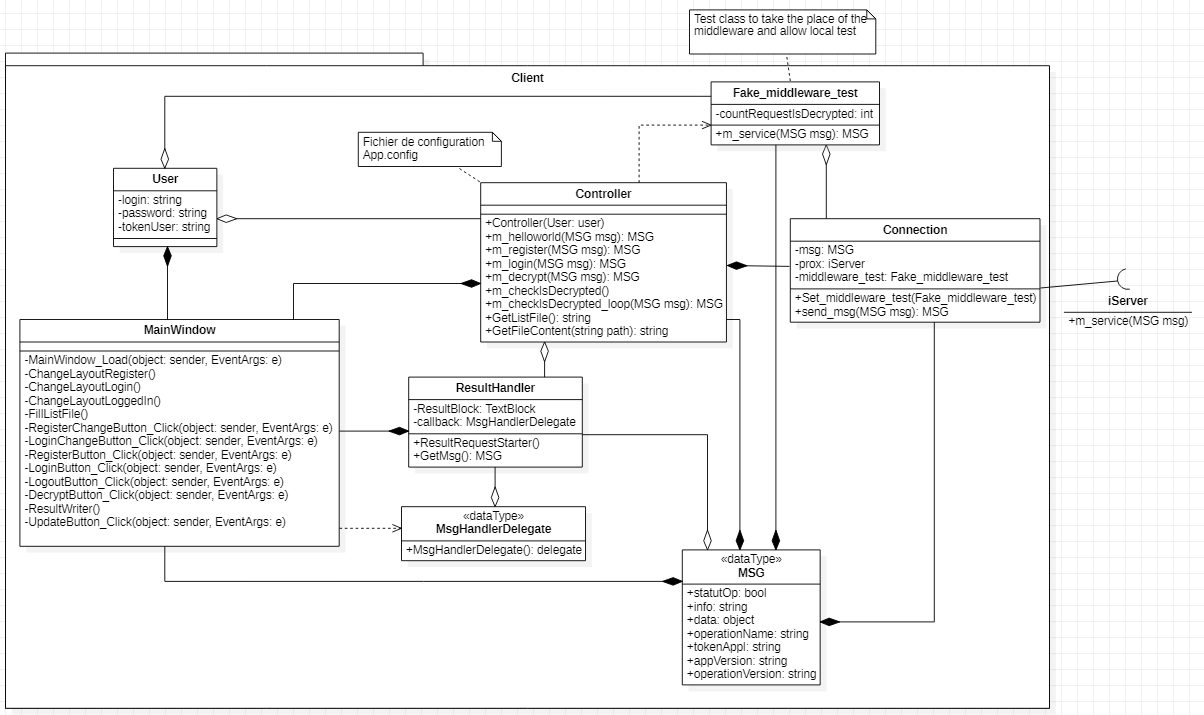 Test class to take the place of the
middleware and allow local test
Client
Fake_middleware_test
-countRequestIsDecrypted: int
+m_service(MSG msg): MSG
Fichier de configuration
App.config
User
-login: string
-password: string
-tokenUser: string
Controller
+Controller(User: user)
+m_helloworld(MSG msg): MSG
+m_register(MSG msg): MSG
+m_login(MSG msg): MSG
+m_decrypt(MSG msg): MSG
+m_checkIsDecrypted()
+m_checkIsDecrypted_loop(MSG msg): MSG
+GetListFile(): string
+GetFileContent(string path): string
Connection
-msg: MSG
-prox: iServer
-middleware_test: Fake_middleware_test
+Set_middleware_test(Fake_middleware_test)
+send_msg(MSG msg): MSG
iServer
+m_service(MSG msg)
MainWindow
-MainWindow_Load(object: sender, EventArgs: e)
-ChangeLayoutRegister()
-ChangeLayoutLogin()
-ChangeLayoutLoggedIn()
-FillListFile()
-RegisterChangeButton_Click(object: sender, EventArgs: e)
-LoginChangeButton_Click(object: sender, EventArgs: e)
-RegisterButton_Click(object: sender, EventArgs: e)
-LoginButton_Click(object: sender, EventArgs: e)
-LogoutButton_Click(object: sender, EventArgs: e)
-DecryptButton_Click(object: sender, EventArgs: e)
-ResultWriter()
-UpdateButton_Click(object: sender, EventArgs: e)
ResultHandler
-ResultBlock: TextBlock
-callback: MsgHandlerDelegate
+ResultRequestStarter()
+GetMsg(): MSG
«dataType»
MsgHandlerDelegate
+MsgHandlerDelegate(): delegate
«dataType»
MSG
+statutOp: bool
+info: string
+data: object
+operationName: string
+tokenAppl: string
+appVersion: string
+operationVersion: string